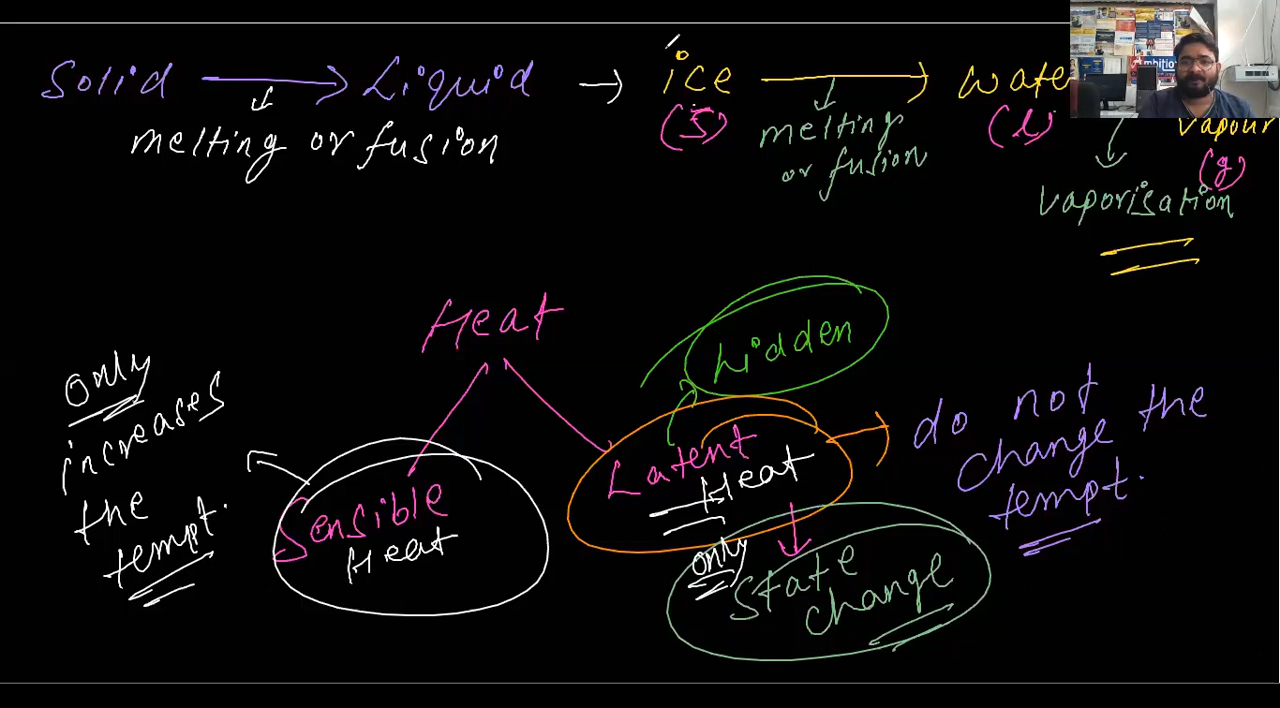 Solid → Liquid → ice → wate
melting or fusion
(s)
melting
or fusion
(l)
vapour
(g)
vaporisation
Heat
hidden
only
increases
the
tempt.
Sensible
Heat
Latent
Heat
do not
change the
tempt.
only
State
change